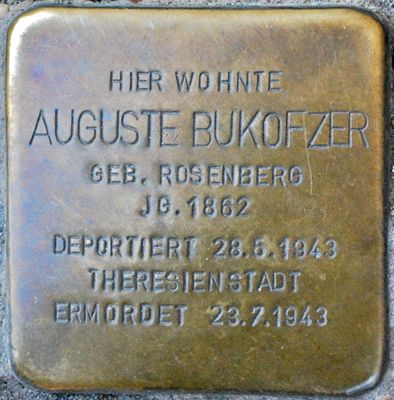 HIER WOHNTE
AUGUSTE BUKOFZER
GEB. ROSENBERG
JG. 1862
DEPORTIERT 28.5.1943
THERESIENSTADT
ERMORDET 23.7.1943